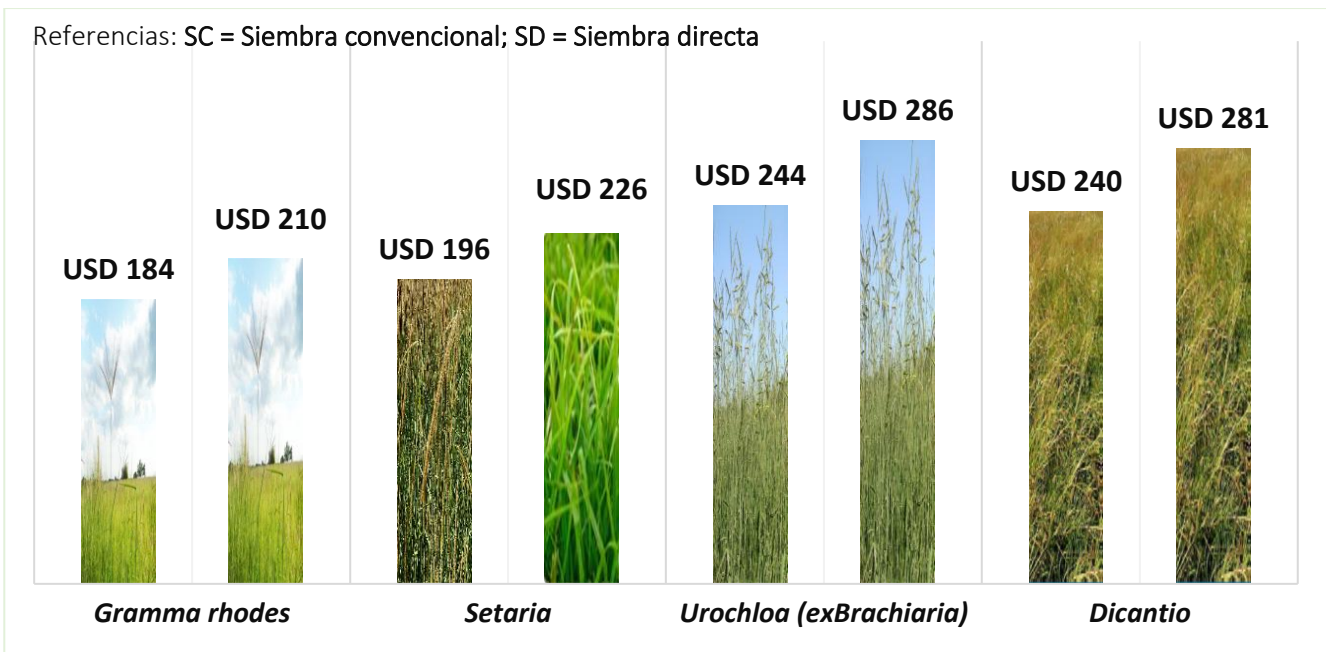 Referencias: SC = Siembra convencional; SD = Siembra directa
USD 184
USD 210
USD 196
USD 226
USD 244
USD 286
USD 240
USD 281
Gramma rhodes
Setaria
Urochloa (exBrachiaria)
Dicantio